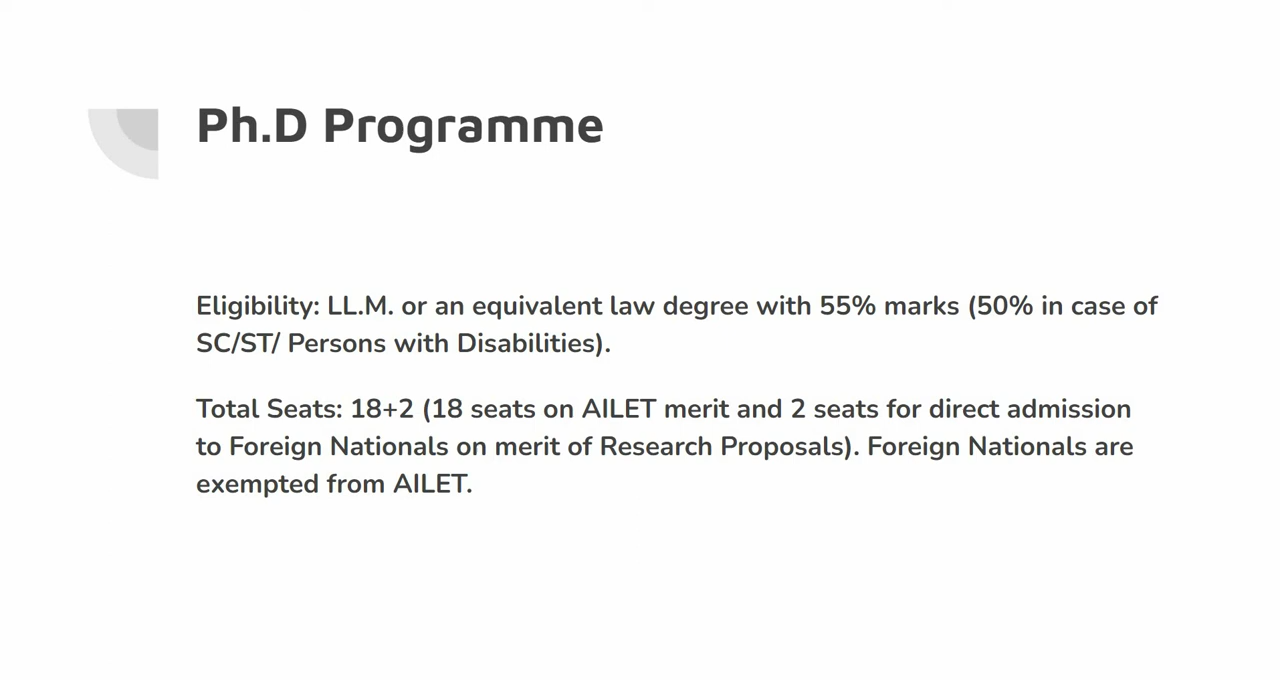 Ph.D Programme
Eligibility: LL.M. or an equivalent law degree with 55% marks (50% in case of
SC/ST/ Persons with Disabilities).
Total Seats: 18+2 (18 seats on AILET merit and 2 seats for direct admission
to Foreign Nationals on merit of Research Proposals). Foreign Nationals are
exempted from AILET.